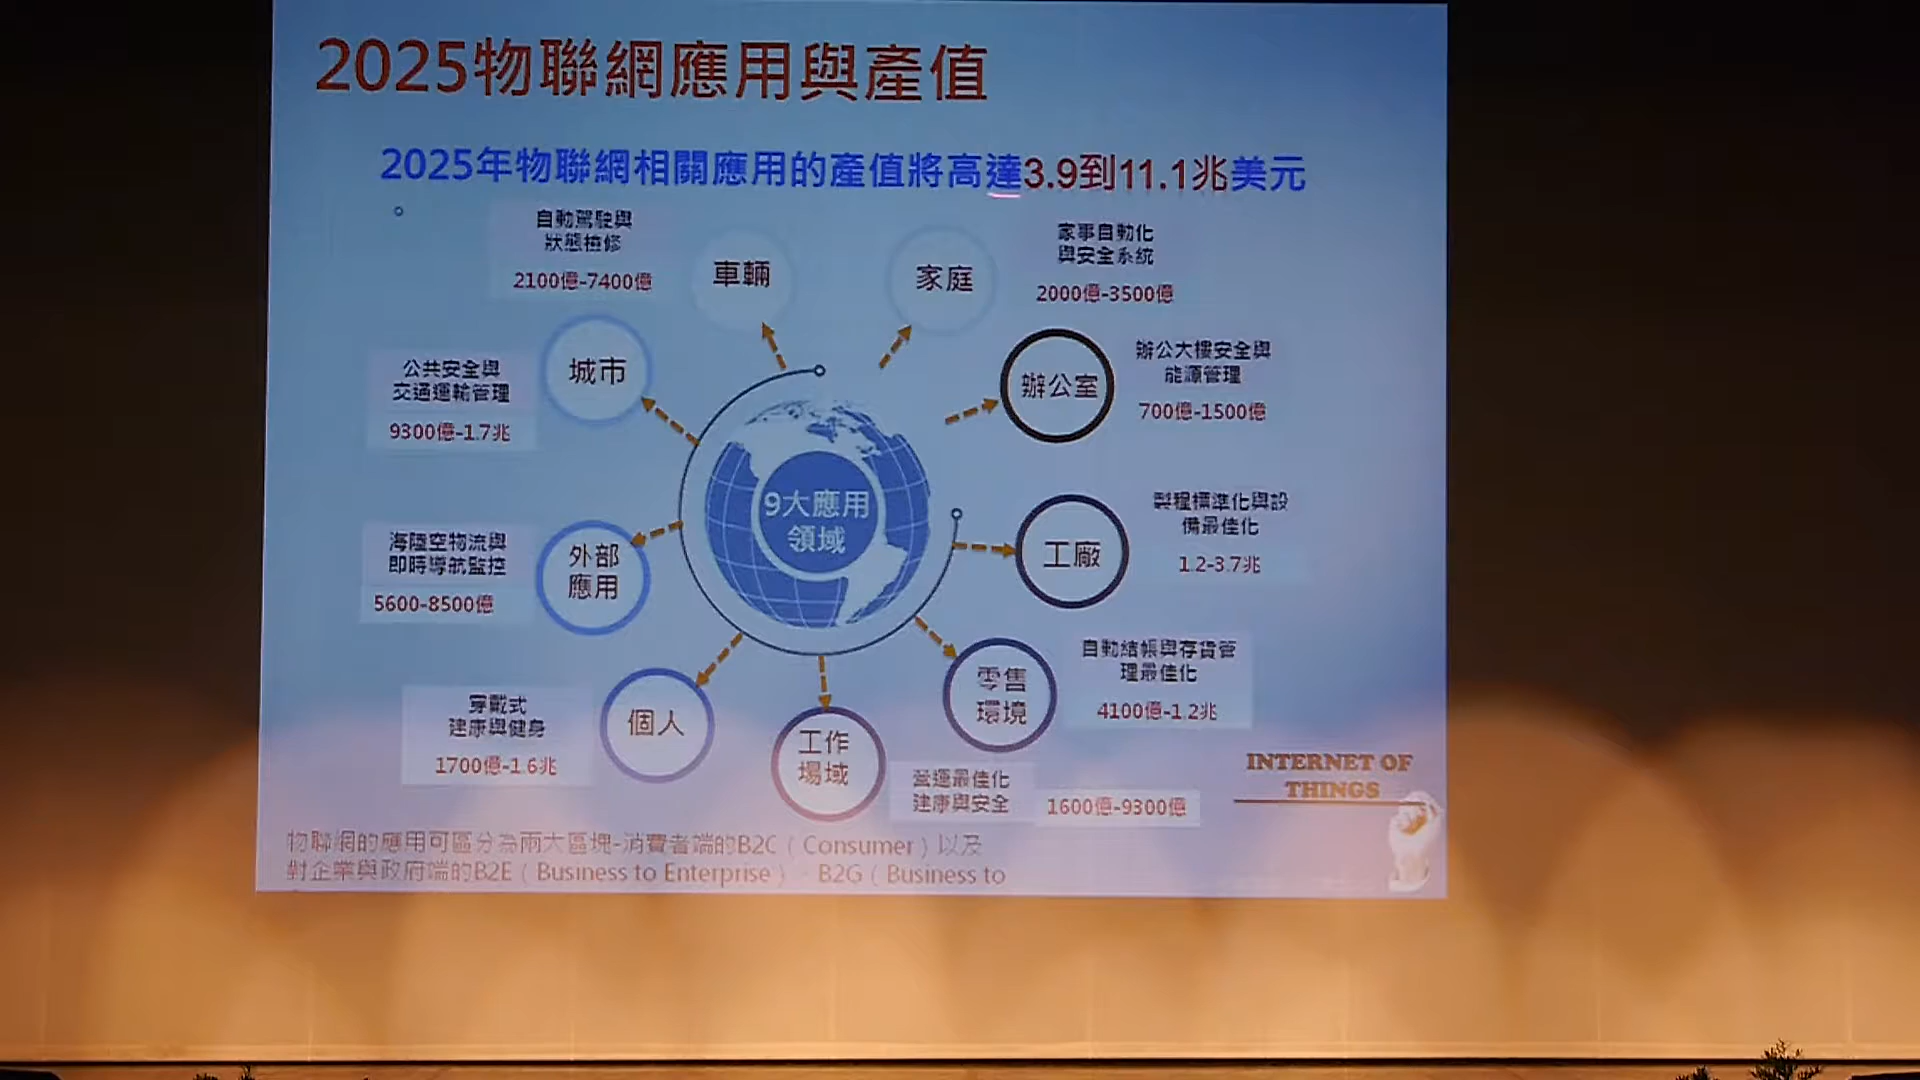 2025物聯網應用與產值
2025年物聯網相關應用的產值將高達3.9到11.1兆美元
自動駕駛與
狀態檢修
2100億-7400億
車輛
家庭
家事自動化
與安全系統
2000億-3500億
公共安全與
交通運輸管理
9300億-1.7兆
城市
辦公室
辦公大樓安全與
能源管理
700億-1500億
9大應用
領域
海陸空物流與
即時導航監控
5600-8500億
外部
應用
工廠
製程標準化與設
備最佳化
1.2-3.7兆
穿戴式
健康與健身
1700億-1.6兆
個人
工作
場域
營運最佳化
健康與安全
1600億-9300億
零售
環境
自動結帳與存貨管
理最佳化
4100億-1.2兆
INTERNET OF
THINGS
物聯網的應用可區分為兩大區塊-消費者端的B2C（Consumer）以及
對企業與政府端的B2E（Business to Enterprise）、B2G（Business to